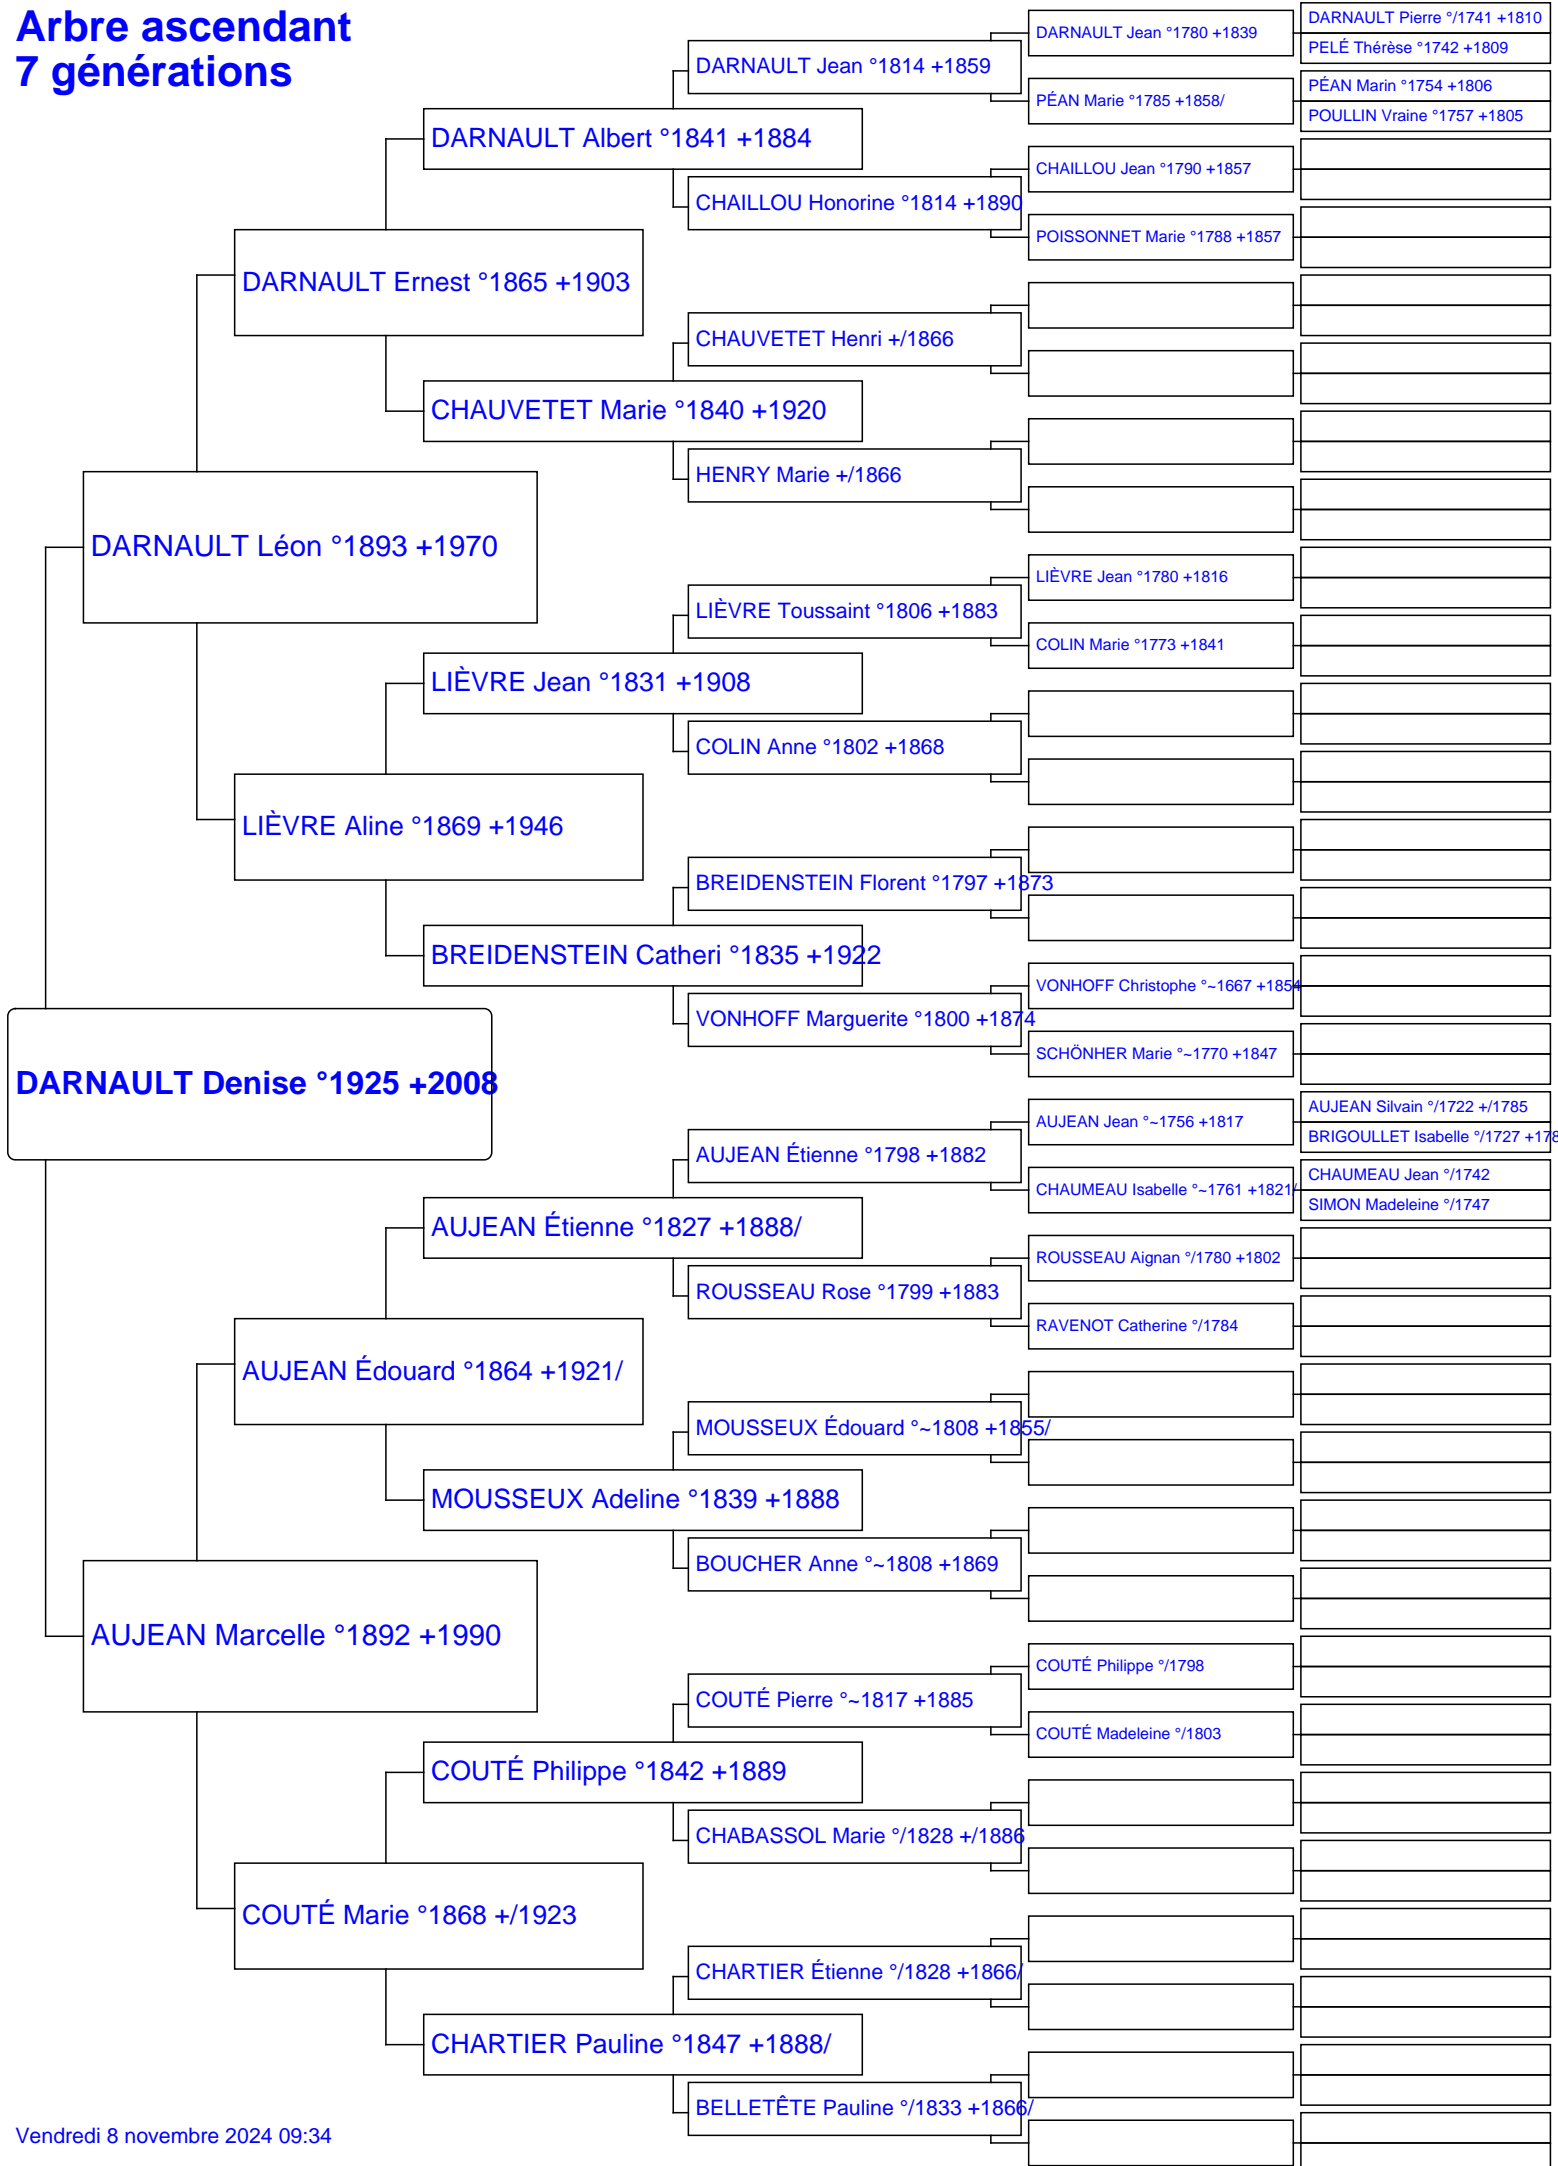 Arbre ascendant
7 générations
DARNAULT Denise °1925 +2008
DARNAULT Léon °1893 +1970
AUJEAN Marcelle °1892 +1990
DARNAULT Ernest °1865 +1903
LIÈVRE Aline °1869 +1946
AUJEAN Édouard °1864 +1921/
COUTÉ Marie °1868 +/1923
DARNAULT Albert °1841 +1884
CHAUVETET Marie °1840 +1920
LIÈVRE Jean °1831 +1908
BREIDENSTEIN Catheri °1835 +1922
AUJEAN Étienne °1827 +1888/
MOUSSEUX Adeline °1839 +1888
COUTÉ Philippe °1842 +1889
CHARTIER Pauline °1847 +1888/
DARNAULT Jean °1814 +1859
CHAILLOU Honorine °1814 +1890
CHAUVETET Henri +/1866
HENRY Marie +/1866
LIÈVRE Toussaint °1806 +1883
COLIN Anne °1802 +1868
BREIDENSTEIN Florent °1797 +1873
VONHOFF Marguerite °1800 +1874
AUJEAN Étienne °1798 +1882
ROUSSEAU Rose °1799 +1883
MOUSSEUX Édouard °~1808 +1855/
BOUCHER Anne °~1808 +1869
COUTÉ Pierre °~1817 +1885
CHABASSOL Marie °/1828 +/1886
CHARTIER Étienne °/1828 +1866/
BELLETÊTE Pauline °/1833 +1866/
DARNAULT Jean °1780 +1839
PÉAN Marie °1785 +1858/
CHAILLOU Jean °1790 +1857
POISSONNET Marie °1788 +1857
LIÈVRE Jean °1780 +1816
COLIN Marie °1773 +1841
VONHOFF Christophe °~1667 +1854
SCHÖNHER Marie °~1770 +1847
AUJEAN Jean °~1756 +1817
CHAUMEAU Isabelle °~1761 +1821/
ROUSSEAU Aignan °/1780 +1802
RAVENOT Catherine °/1784
COUTÉ Philippe °/1798
COUTÉ Madeleine °/1803
DARNAULT Pierre °/1741 +1810
PELÉ Thérèse °1742 +1809
PÉAN Marin °1754 +1806
POULLIN Vraine °1757 +1805
AUJEAN Silvain °/1722 +/1785
BRIGOULLET Isabelle °/1727 +178
CHAUMEAU Jean °/1742
SIMON Madeleine °/1747
Vendredi 8 novembre 2024 09:34